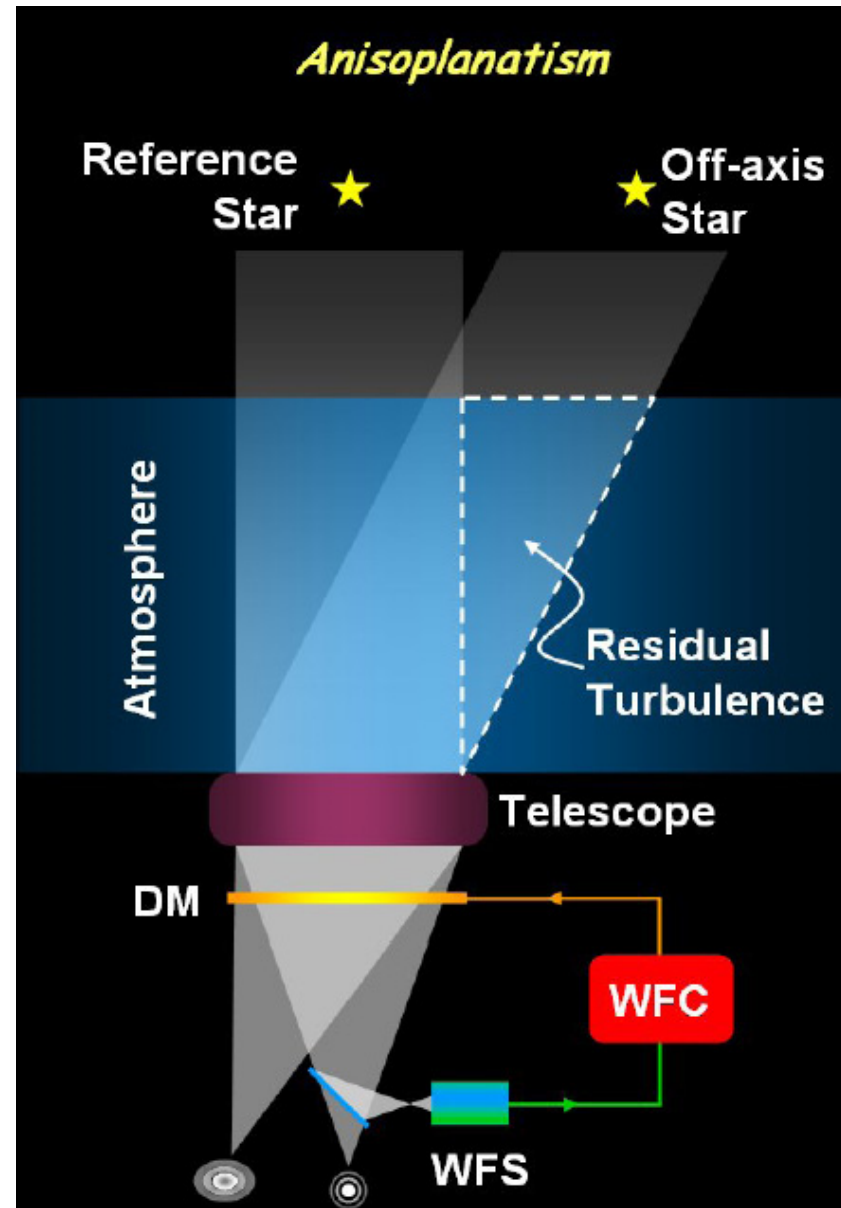 Anisoplanatism
Reference
Star
Off-axis
Star
Atmosphere
Residual
Turbulence
Telescope
DM
WFC
WFS